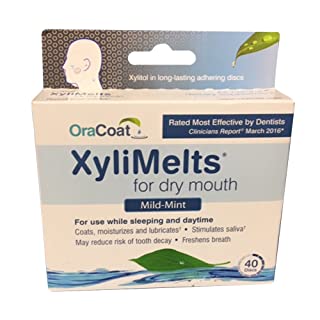 Xylitol in long-lasting adhering discs
OraCoat
Rated Most Effective by Dentists
Clinicians Report† March 2016*
XyliMelts®
for dry mouth
Mild-Mint
For use while sleeping and daytime
Coats, moisturizes and lubricates† • Stimulates saliva†
May reduce risk of tooth decay • Freshens breath
40
Discs